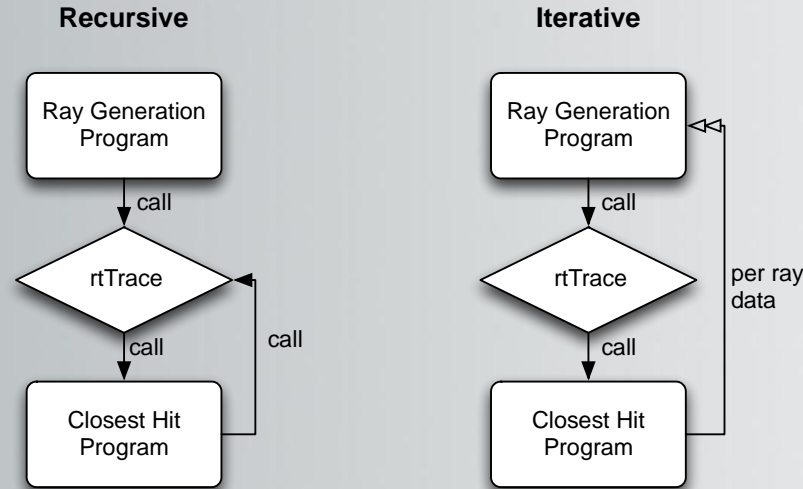 Recursive
Ray Generation
Program
call
rtTrace
call
call
Closest Hit
Program
Iterative
Ray Generation
Program
call
rtTrace
per ray
data
call
Closest Hit
Program